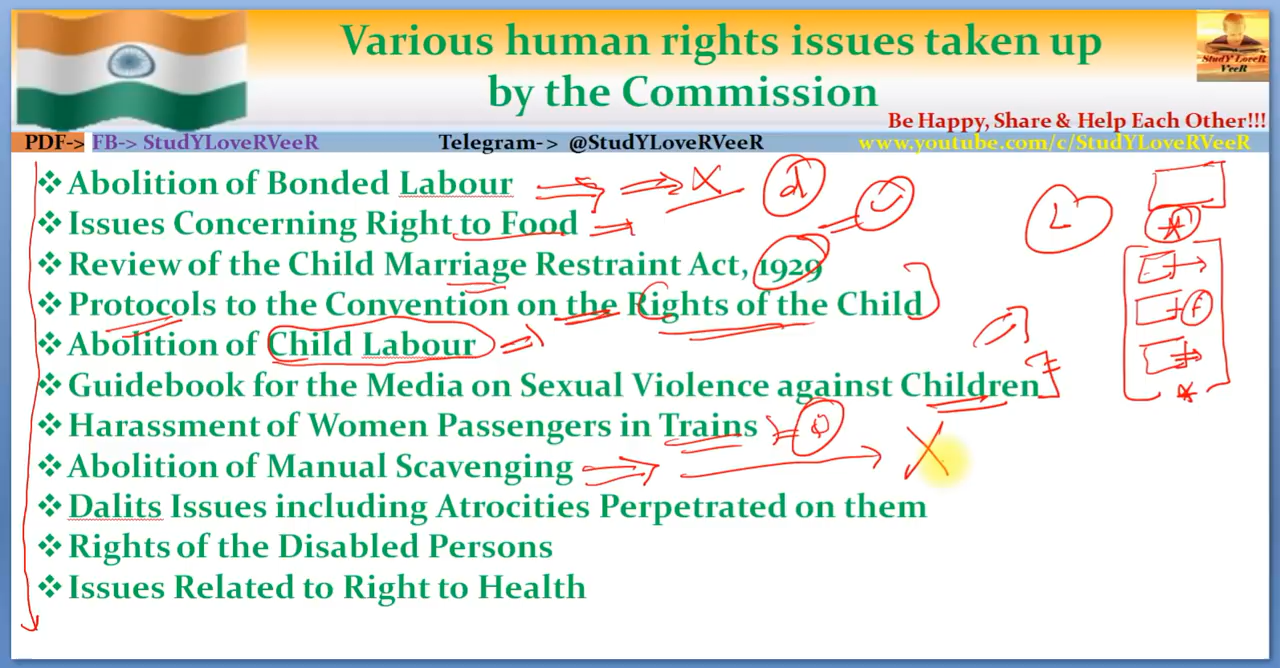 Various human rights issues taken up
by the Commission
StudY LoveR
VeeR
Be Happy, Share & Help Each Other!!!
PDF-> FB-> StudYLoveRVeeR Telegram-> @StudYLoveRVeeR www.youtube.com/c/StudYLoveRVeeR
❖ Abolition of Bonded Labour
❖ Issues Concerning Right to Food
❖ Review of the Child Marriage Restraint Act, 1929
❖ Protocols to the Convention on the Rights of the Child
❖ Abolition of Child Labour
❖ Guidebook for the Media on Sexual Violence against Children
❖ Harassment of Women Passengers in Trains
❖ Abolition of Manual Scavenging
❖ Dalits Issues including Atrocities Perpetrated on them
❖ Rights of the Disabled Persons
❖ Issues Related to Right to Health